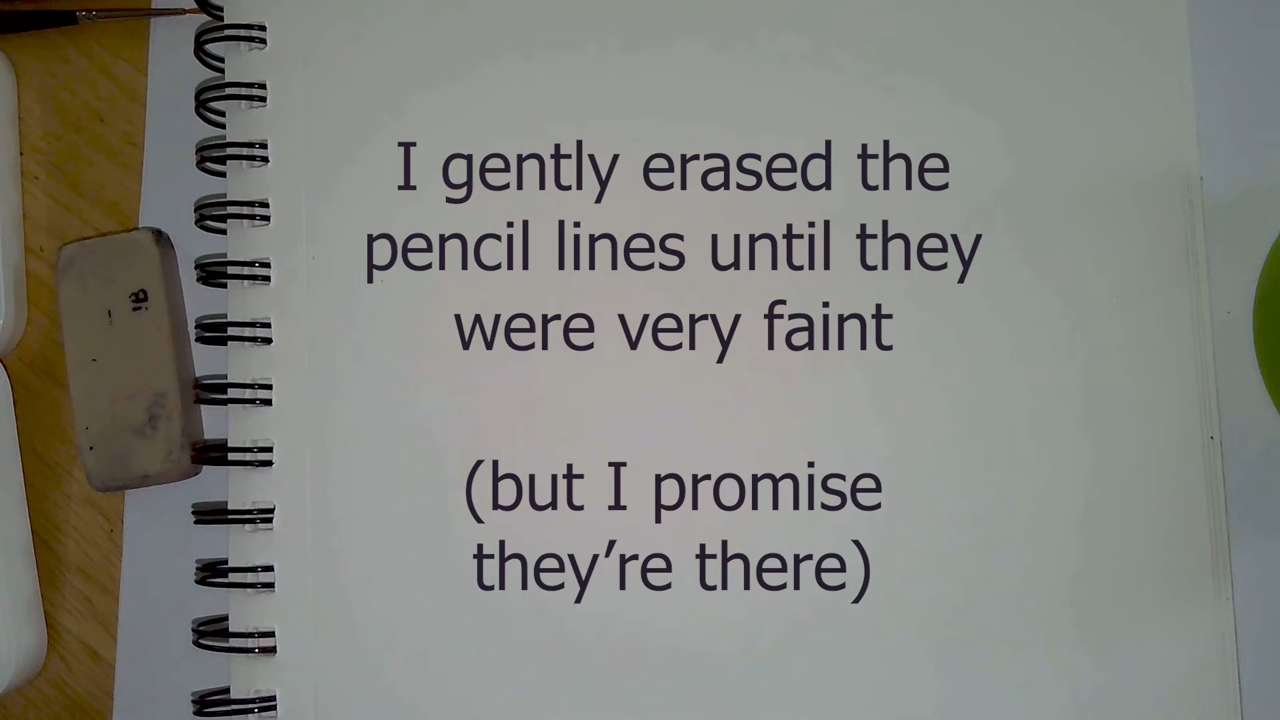 I gently erased the
pencil lines until they
were very faint
(but I promise
they’re there)